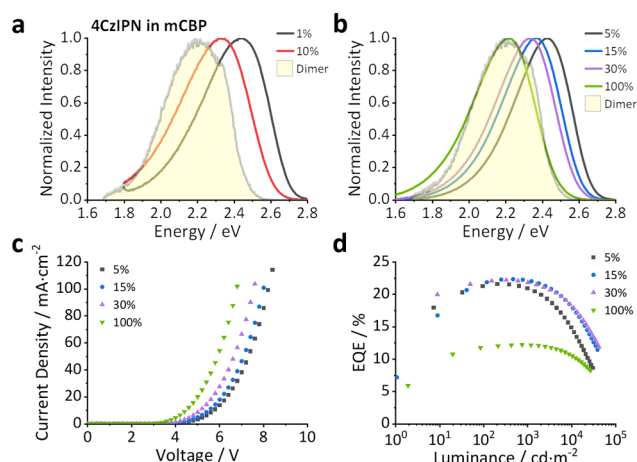 a
4CzIPN in mCBP
Normalized Intensity
1.0
0.8
0.6
0.4
0.2
0.0
1%
10%
Dimer
1.6 2.0 2.2 2.4 2.6 2.8
Energy / eV
b
Normalized Intensity
1.0
0.8
0.6
0.4
0.2
0.0
5%
15%
30%
100%
Dimer
1.6 2.0 2.2 2.4 2.6 2.8
Energy / eV
c
Current Density / mA·cm⁻²
120
100
80
60
40
20
0
5%
15%
30%
100%
0 2 4 6 8 10
Voltage / V
d
EQE / %
25
20
15
10
5
0
5%
15%
30%
100%
10⁰ 10¹ 10² 10³ 10⁴ 10⁵
Luminance / cd·m⁻²